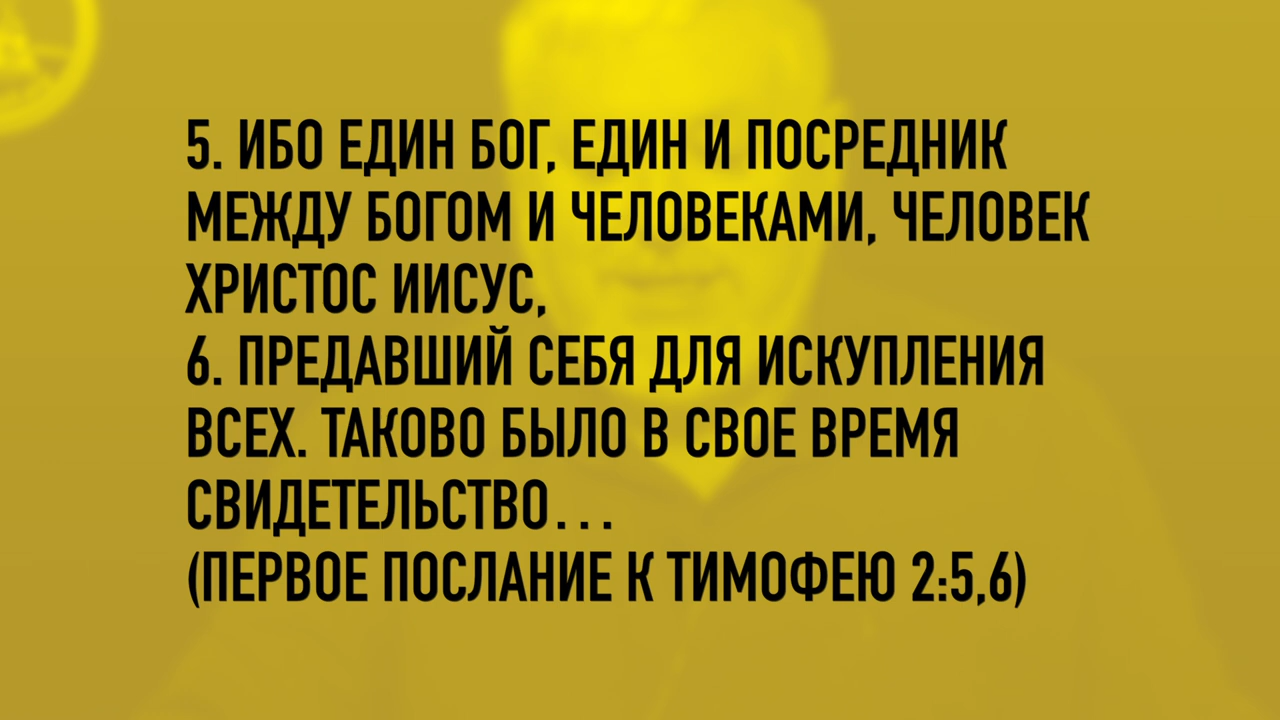 5. ИБО ЕДИН БОГ, ЕДИН И ПОСРЕДНИК
МЕЖДУ БОГОМ И ЧЕЛОВЕКАМИ, ЧЕЛОВЕК
ХРИСТОС ИИСУС,
6. ПРЕДАВШИЙ СЕБЯ ДЛЯ ИСКУПЛЕНИЯ
ВСЕХ. ТАКОВО БЫЛО В СВОЕ ВРЕМЯ
СВИДЕТЕЛЬСТВО...
(ПЕРВОЕ ПОСЛАНИЕ К ТИМОФЕЮ 2:5,6)